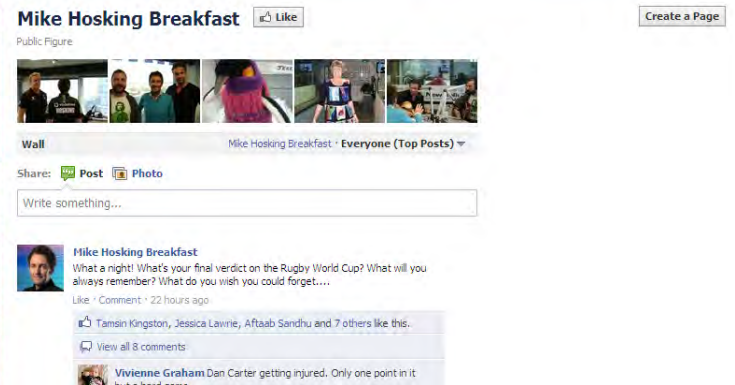 Mike Hosking Breakfast Like Create a Page
Public Figure
Wall Mike Hosking Breakfast · Everyone (Top Posts)
Share: Post Photo
Write something...
Mike Hosking Breakfast
What a night! What's your final verdict on the Rugby World Cup? What will you
always remember? What do you wish you could forget....
Like · Comment · 22 hours ago
Tamsin Kingston, Jessica Lawrie, Aftaab Sandhu and 7 others like this.
View all 8 comments
Vivienne Graham Dan Carter getting injured. Only one point in it
but a hard game